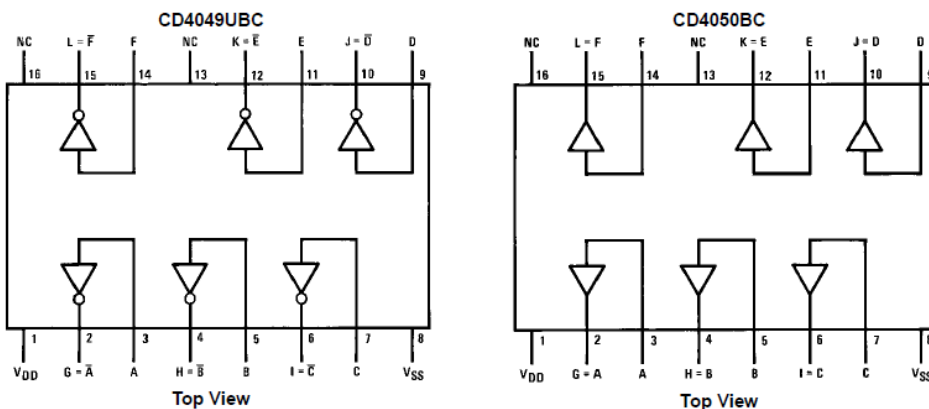 CD4049UBC
NC L = F̅ F NC K = E̅ E J = D̅ D
16 15 14 13 12 11 10 9
1 2 3 4 5 6 7 8
VDD G = A̅ A H = B̅ B I = C̅ C VSS
Top View
CD4050BC
NC L = F F NC K = E E J = D D
16 15 14 13 12 11 10 9
1 2 3 4 5 6 7 8
VDD G = A A H = B B I = C C VSS
Top View